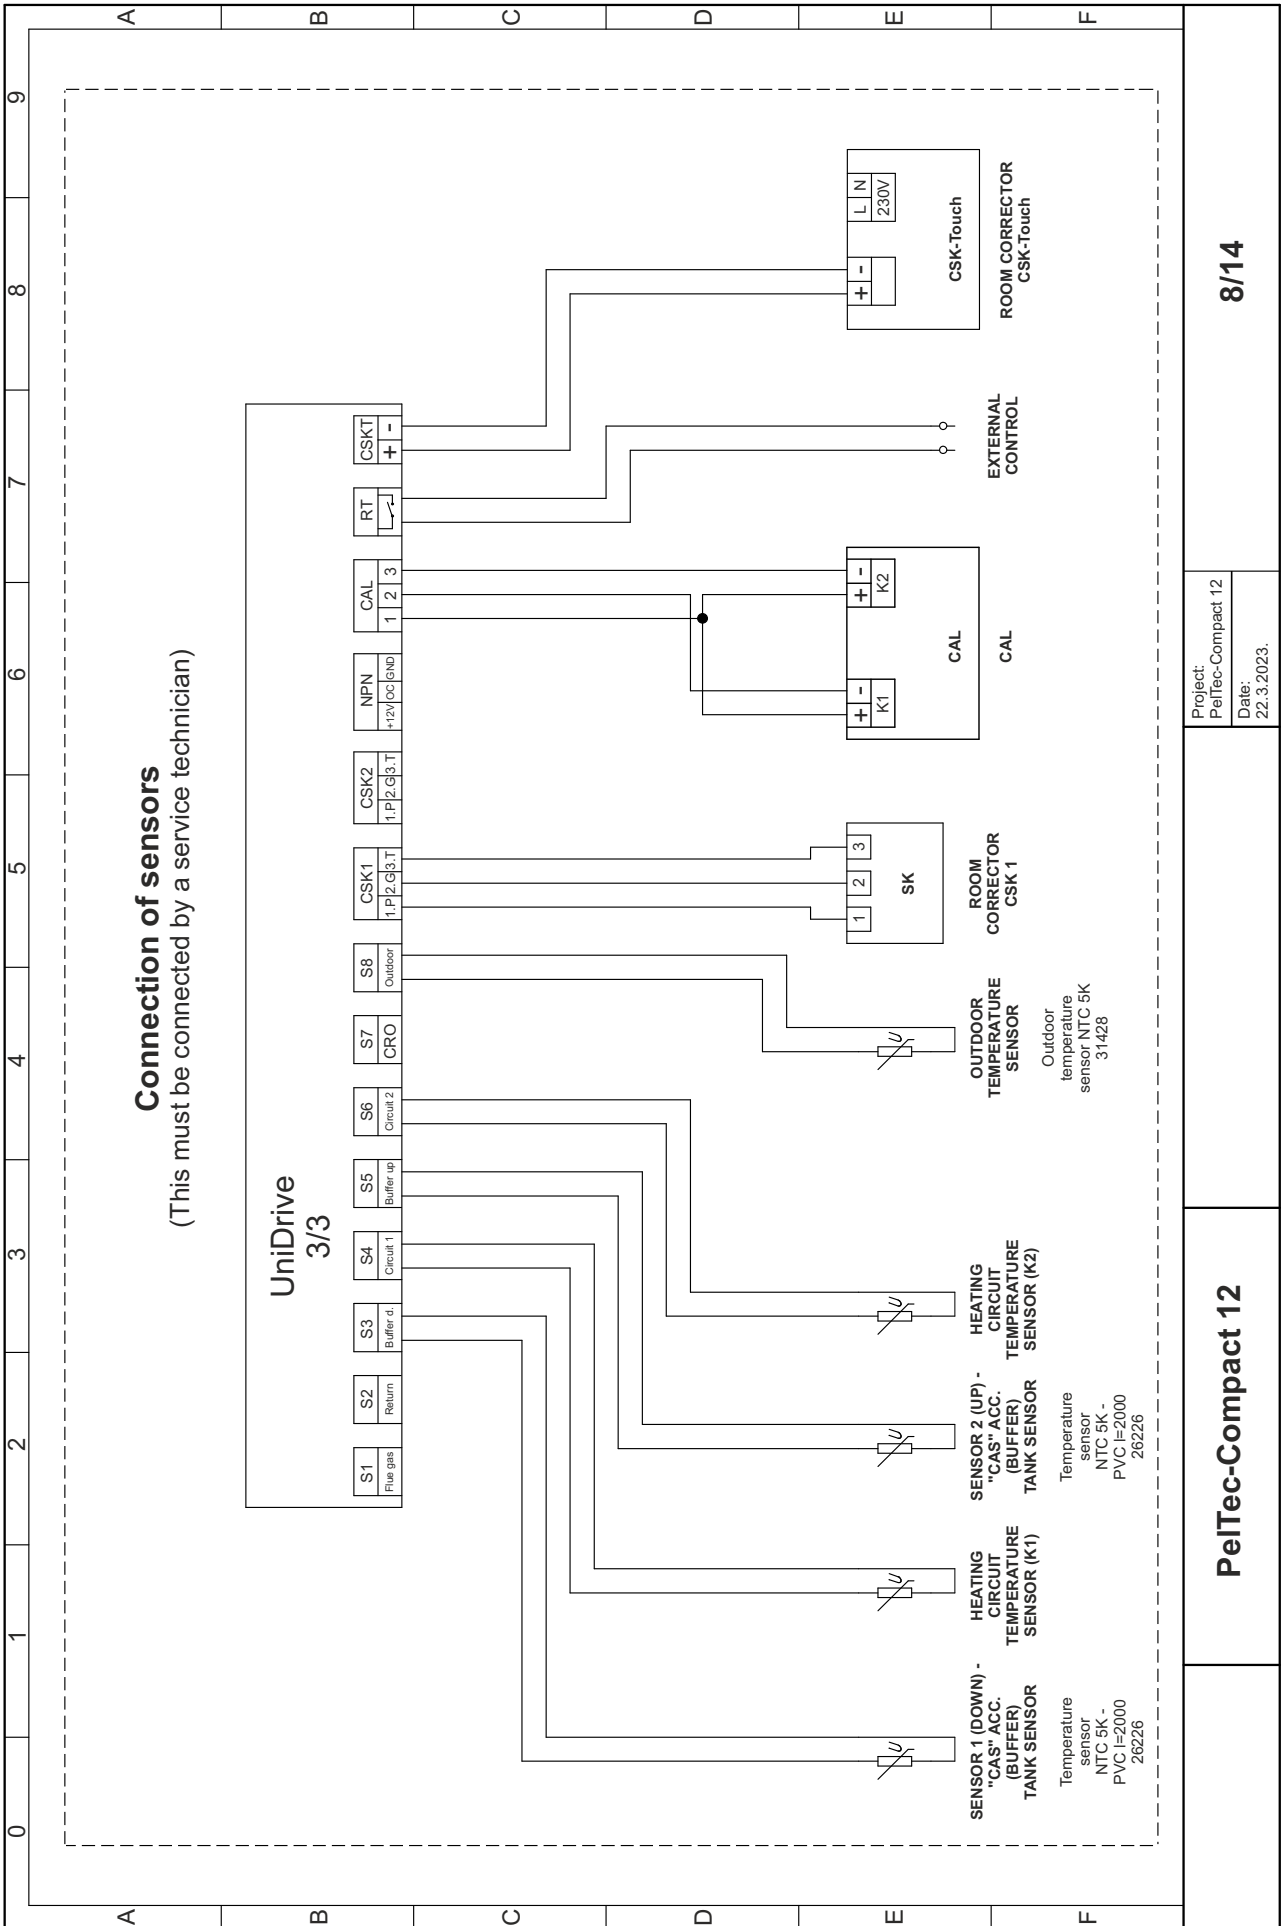 0 1 2 3 4 5 6 7 8 9
A
B
C
D
E
F
Connection of sensors
(This must be connected by a service technician)
UniDrive
3/3
S1
Flue gas
S2
Return
S3
Buffer d.
S4
Circuit 1
S5
Buffer up
S6
Circuit 2
S7
CRO
S8
Outdoor
CSK1
1.P 2.G 3.T
CSK2
1.P 2.G 3.T
NPN
+12V OC GND
CAL
1 2 3
RT
CSKT
+ -
SENSOR 1 (DOWN) -
"CAS" ACC.
(BUFFER)
TANK SENSOR
Temperature
sensor
NTC 5K -
PVC l=2000
26226
HEATING
CIRCUIT
TEMPERATURE
SENSOR (K1)
SENSOR 2 (UP) -
"CAS" ACC.
(BUFFER)
TANK SENSOR
Temperature
sensor
NTC 5K -
PVC l=2000
26226
HEATING
CIRCUIT
TEMPERATURE
SENSOR (K2)
OUTDOOR
TEMPERATURE
SENSOR
Outdoor
temperature
sensor NTC 5K
31428
1 2 3
SK
ROOM
CORRECTOR
CSK 1
+ -
K1
+ -
K2
CAL
CAL
EXTERNAL
CONTROL
+ -
L N
230V
CSK-Touch
ROOM CORRECTOR
CSK-Touch
A
B
C
D
E
F
PelTec-Compact 12
Project:
PelTec-Compact 12
Date:
22.3.2023.
8/14